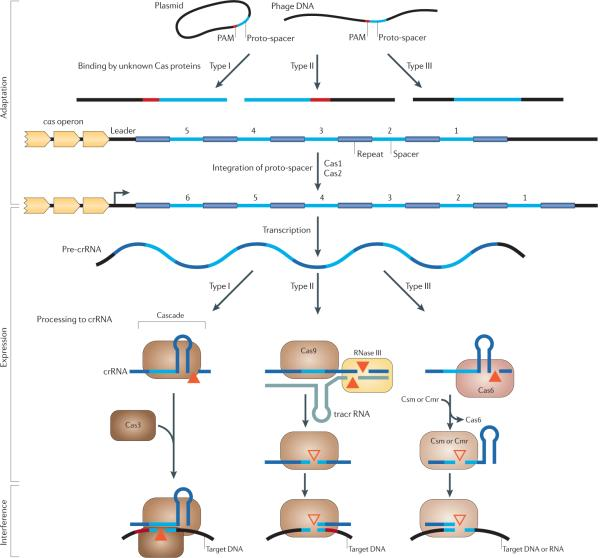 Plasmid
Phage DNA
PAM
Proto-spacer
PAM
Proto-spacer
Binding by unknown Cas proteins
Type I
Type II
Type III
Adaptation
cas operon
Leader
5
4
3
2
1
Repeat
Spacer
Integration of proto-spacer
Cas1
Cas2
6
5
4
3
2
1
Transcription
Pre-crRNA
Type I
Type II
Type III
Expression
Processing to crRNA
Cascade
crRNA
Cas9
RNase III
tracr RNA
Cas6
Csm or Cmr
Cas6
Cas3
Csm or Cmr
Interference
Target DNA
Target DNA
Target DNA or RNA